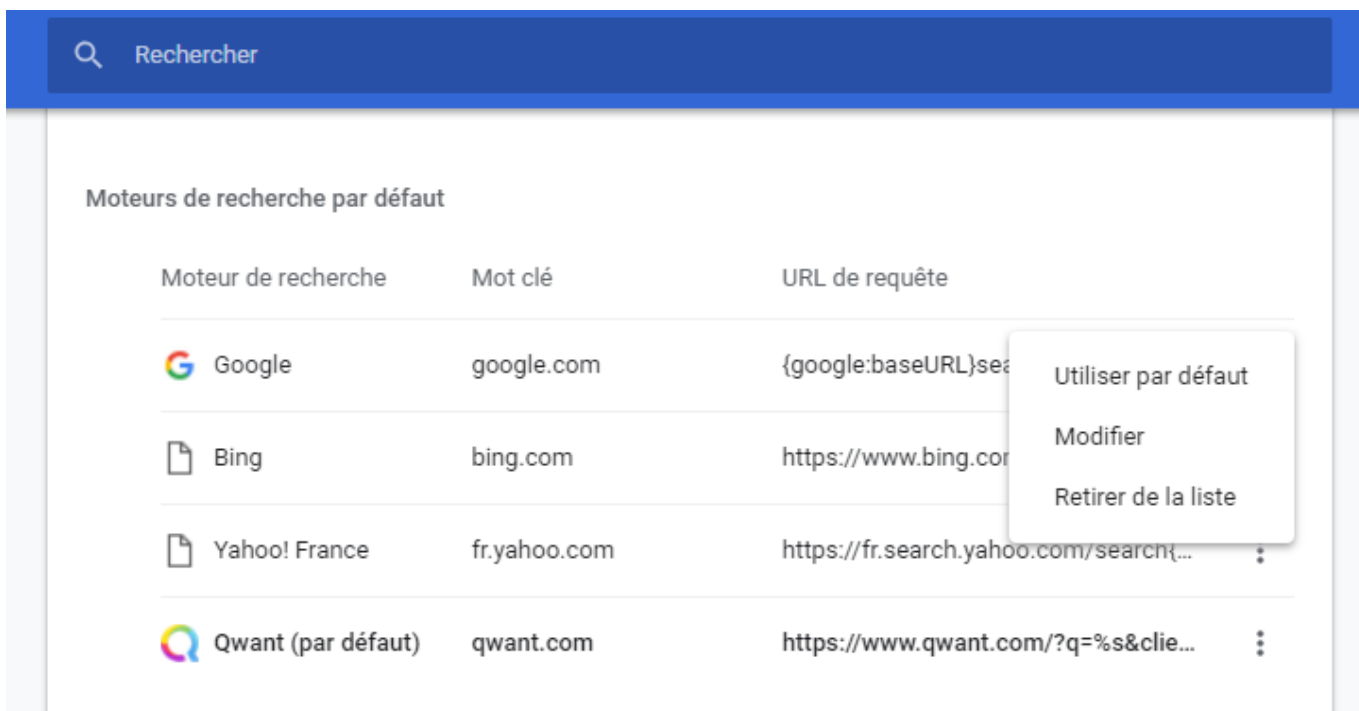 Rechercher
Moteurs de recherche par défaut
Moteur de recherche Mot clé URL de requête
Google google.com {google:baseURL}sea
Utiliser par défaut
Modifier
Bing bing.com https://www.bing.cor
Retirer de la liste
Yahoo! France fr.yahoo.com https://fr.search.yahoo.com/search{...
Qwant (par défaut) qwant.com https://www.qwant.com/?q=%s&clie...